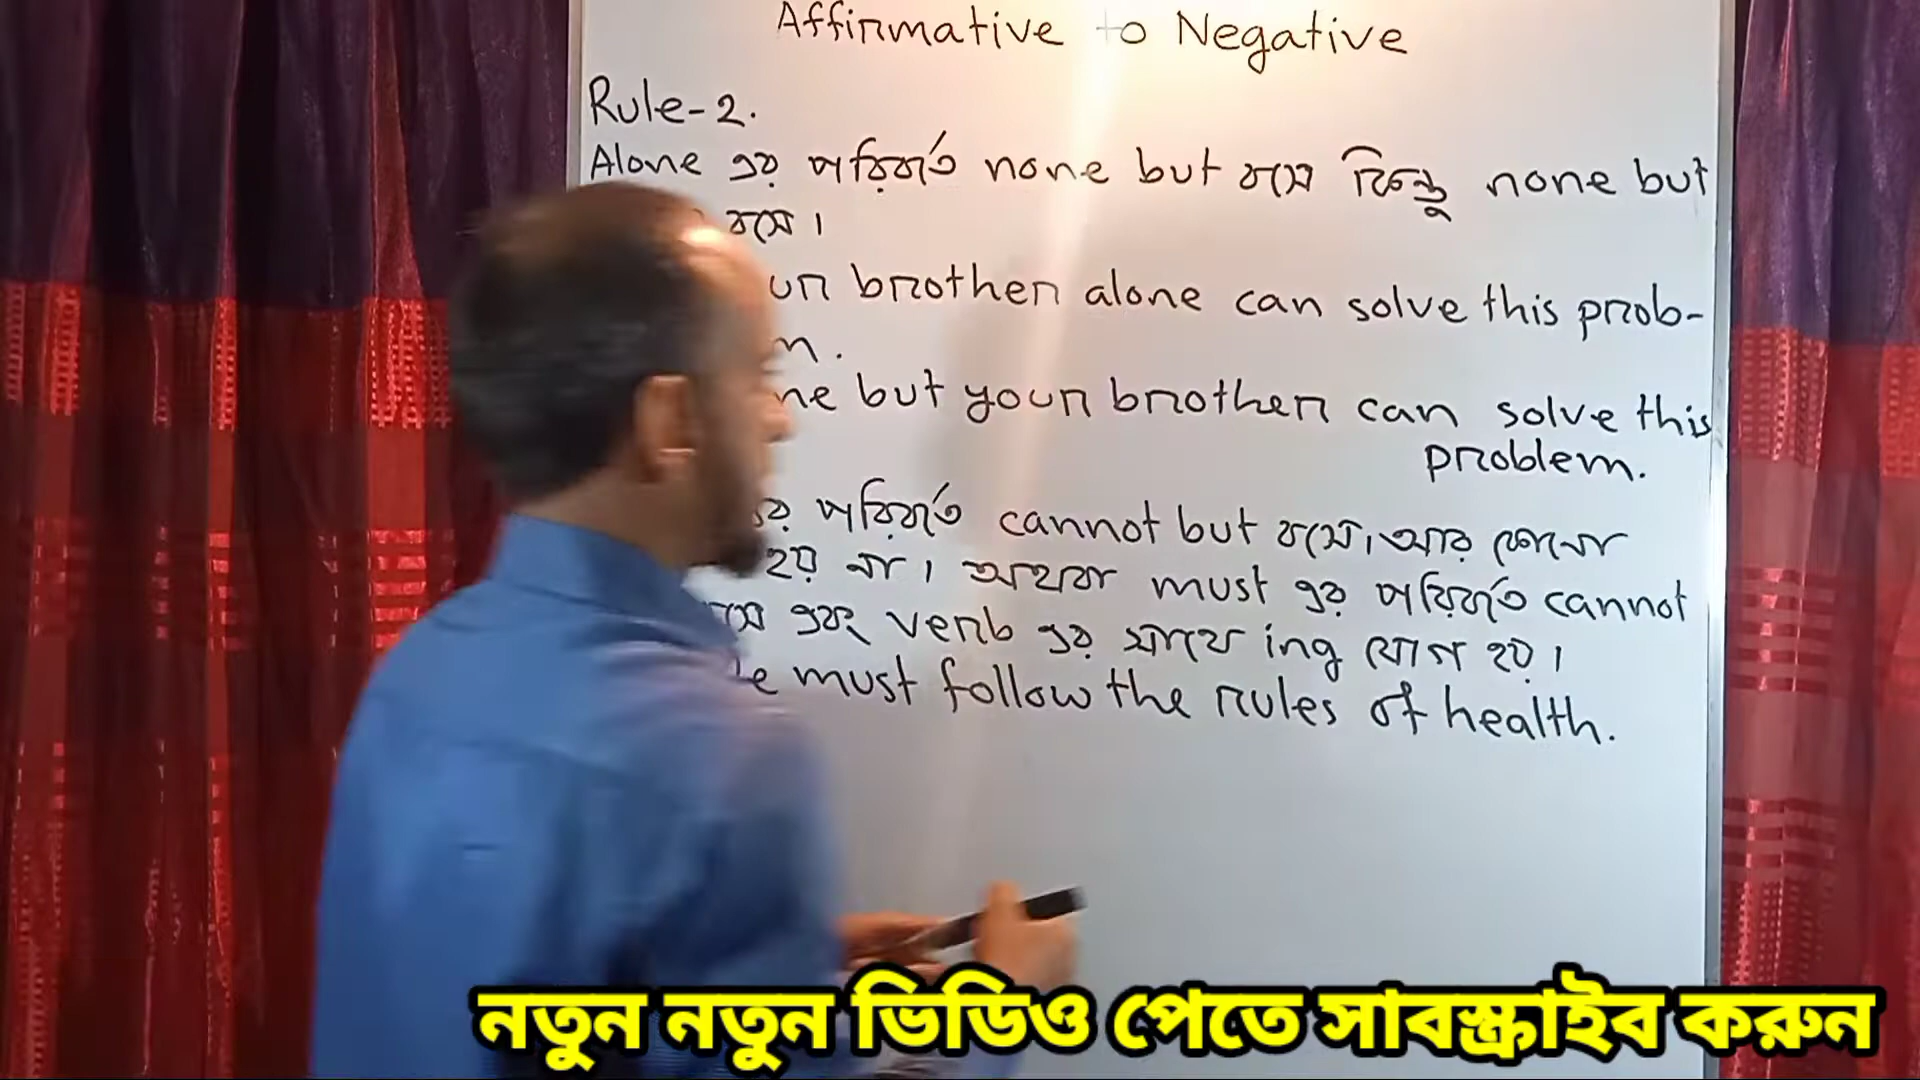 Affirmative to Negative
Rule-2.
Alone এর পরিবর্তে none but বসে কিন্তু none but
বসে।
brother alone can solve this prob-
but your brother can solve this
problem.
পরিবর্তে cannot but বসে, আর কোনো
হয় না। অথবা must এর পরিবর্তে cannot
এবং verb এর সাথে ing যোগ হয়।
must follow the rules of health.
নতুন নতুন ভিডিও পেতে সাবস্ক্রাইব করুন